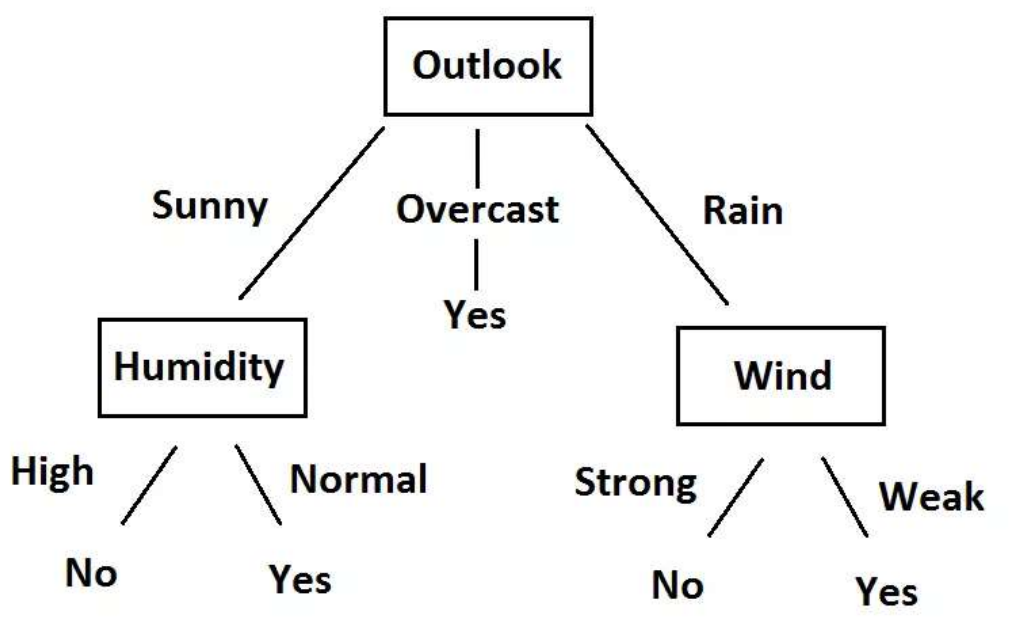 Outlook
Sunny
Overcast
Rain
Yes
Humidity
Wind
High
Normal
Strong
Weak
No
Yes
No
Yes